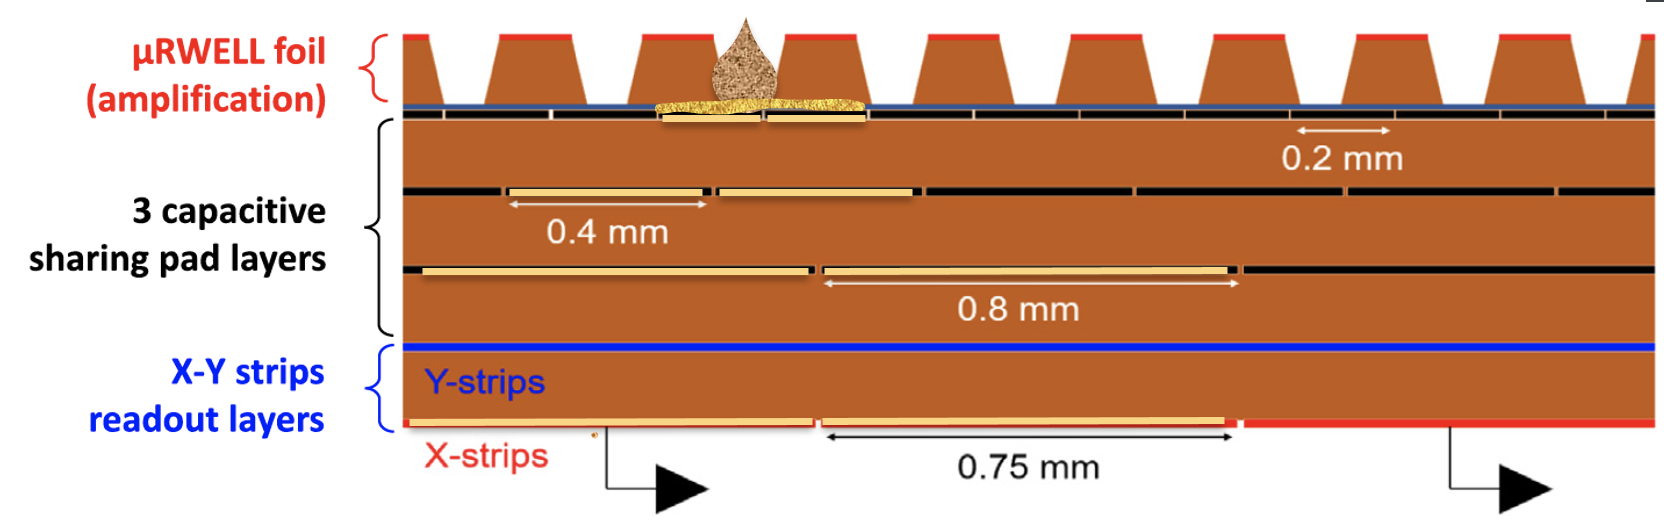 µRWELL foil
(amplification)
0.2 mm
3 capacitive
sharing pad layers
0.4 mm
0.8 mm
X-Y strips
readout layers
Y-strips
X-strips
0.75 mm